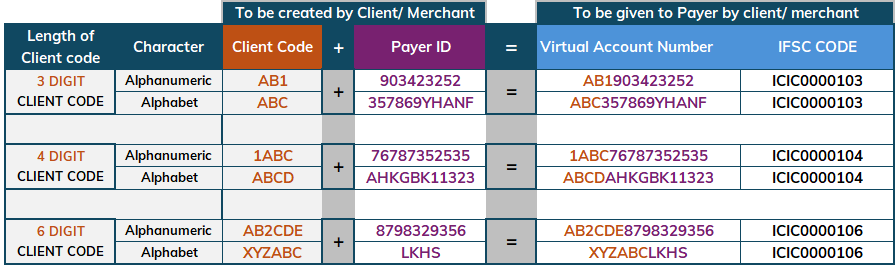 To be created by Client/ Merchant To be given to Payer by client/ merchant
Length of Client code Character Client Code + Payer ID = Virtual Account Number IFSC CODE
3 DIGIT CLIENT CODE + =
Alphanumeric AB1 903423252 AB1903423252 ICIC0000103
Alphabet ABC 357869YHANF ABC357869YHANF ICIC0000103
4 DIGIT CLIENT CODE + =
Alphanumeric 1ABC 76787352535 1ABC76787352535 ICIC0000104
Alphabet ABCD AHKGBK11323 ABCDAHKGBK11323 ICIC0000104
6 DIGIT CLIENT CODE + =
Alphanumeric AB2CDE 8798329356 AB2CDE8798329356 ICIC0000106
Alphabet XYZABC LKHS XYZABCLKHS ICIC0000106